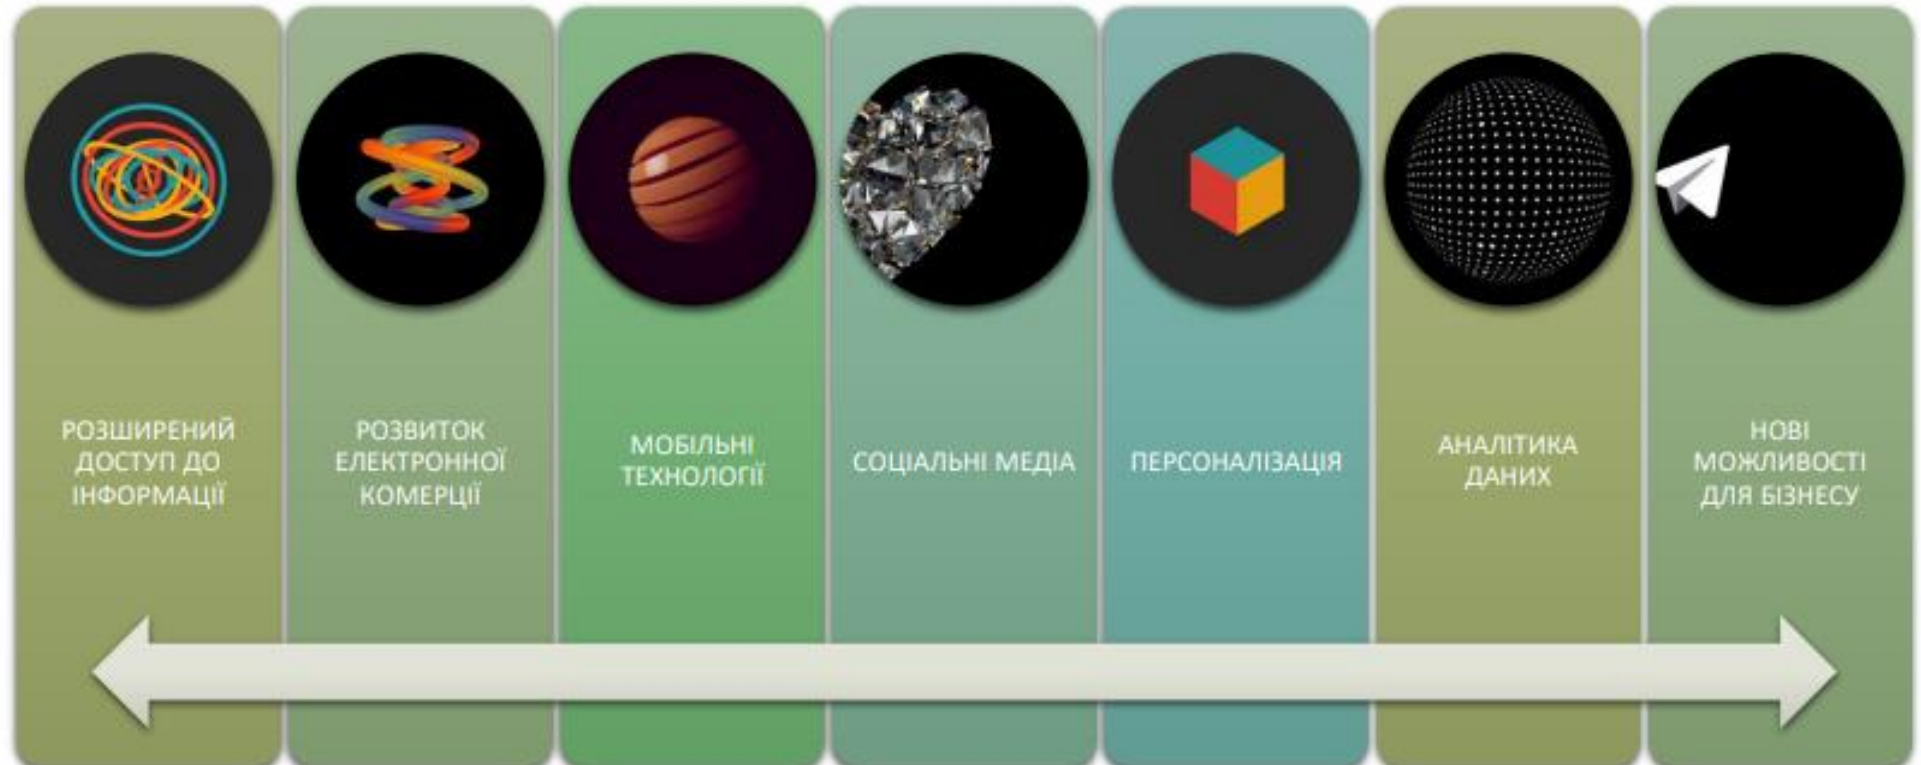 РОЗШИРЕНИЙ
ДОСТУП ДО
ІНФОРМАЦІЇ
РОЗВИТОК
ЕЛЕКТРОННОЇ
КОМЕРЦІЇ
МОБІЛЬНІ
ТЕХНОЛОГІЇ
СОЦІАЛЬНІ МЕДІА
ПЕРСОНАЛІЗАЦІЯ
АНАЛІТИКА
ДАНИХ
НОВІ
МОЖЛИВОСТІ
ДЛЯ БІЗНЕСУ